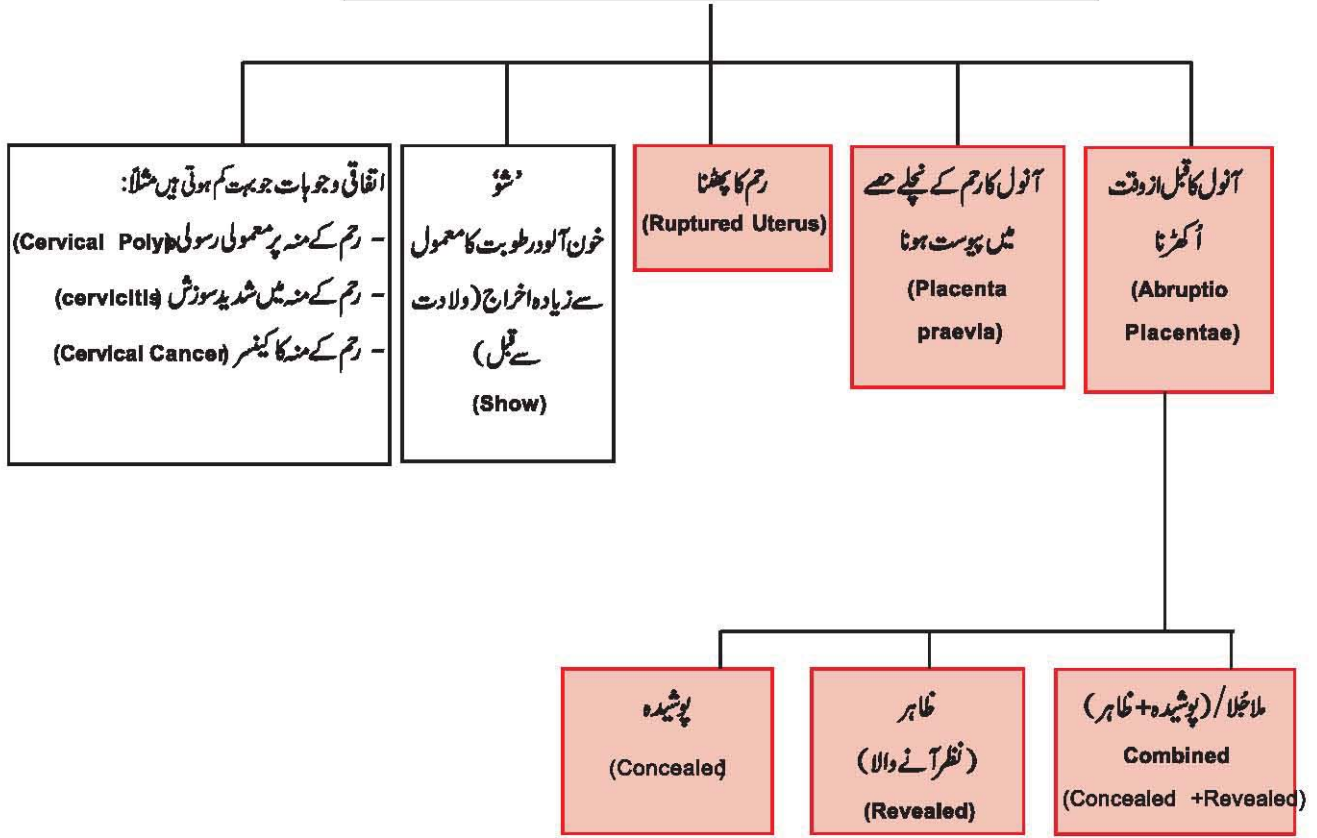 آنول کا قبل از وقت
اُکھڑنا
(Abruptio
Placentae)
آنول کا رحم کے نچلے حصے
میں پیوست ہونا
(Placenta
praevia)
رحم کا پھٹنا
(Ruptured Uterus)
’شو‘
خون آلود رطوبت کا معمول
سے زیادہ اخراج (ولادت
سے قبل)
(Show)
اتفاقی وجوہات جو بہت کم ہوتی ہیں مثلاً:
- رحم کے منہ پر معمولی رسولی (Cervical Polyp)
- رحم کے منہ میں شدید سوزش (cervicitis)
- رحم کے منہ کا کینسر (Cervical Cancer)
ملا جُلا/(پوشیدہ+ظاہر)
Combined
(Concealed +Revealed)
ظاہر
(نظر آنے والا)
(Revealed)
پوشیدہ
(Concealed)